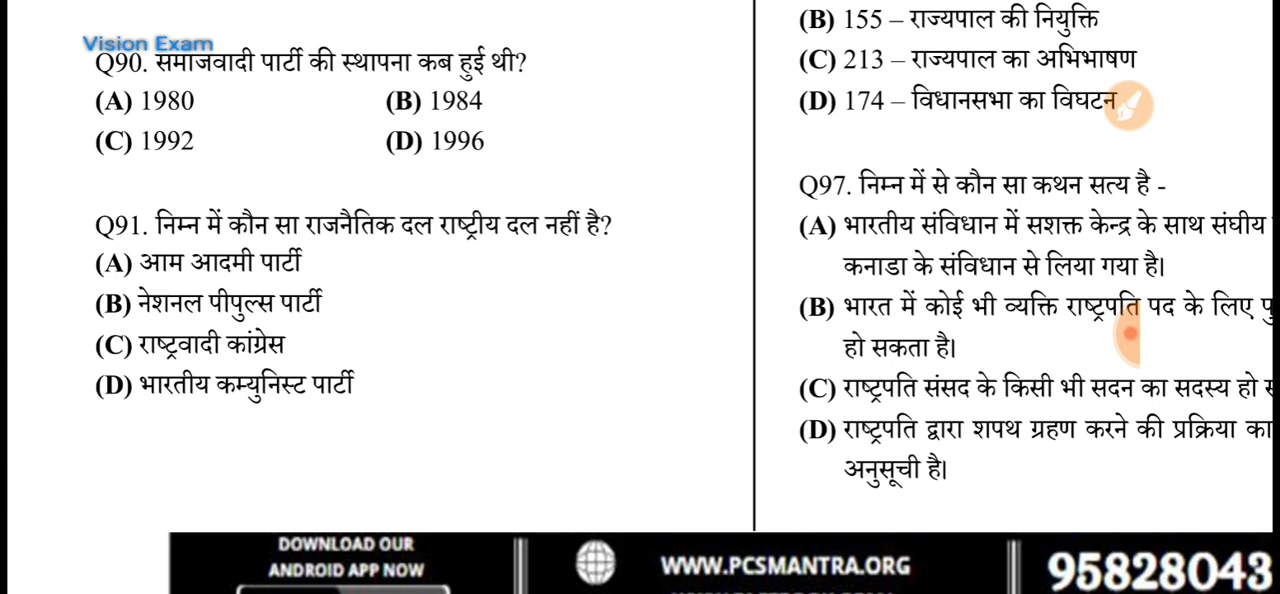 Vision Exam
Q90. समाजवादी पार्टी की स्थापना कब हुई थी?
(A) 1980 (B) 1984
(C) 1992 (D) 1996
Q91. निम्न में कौन सा राजनैतिक दल राष्ट्रीय दल नहीं है?
(A) आम आदमी पार्टी
(B) नेशनल पीपुल्स पार्टी
(C) राष्ट्रवादी कांग्रेस
(D) भारतीय कम्युनिस्ट पार्टी
(B) 155 – राज्यपाल की नियुक्ति
(C) 213 – राज्यपाल का अभिभाषण
(D) 174 – विधानसभा का विघटन
Q97. निम्न में से कौन सा कथन सत्य है -
(A) भारतीय संविधान में सशक्त केन्द्र के साथ संघीय
कनाडा के संविधान से लिया गया है।
(B) भारत में कोई भी व्यक्ति राष्ट्रपति पद के लिए
हो सकता है।
(C) राष्ट्रपति संसद के किसी भी सदन का सदस्य हो
(D) राष्ट्रपति द्वारा शपथ ग्रहण करने की प्रक्रिया का
अनुसूची है।
DOWNLOAD OUR
ANDROID APP NOW
WWW.PCSMANTRA.ORG
95828043